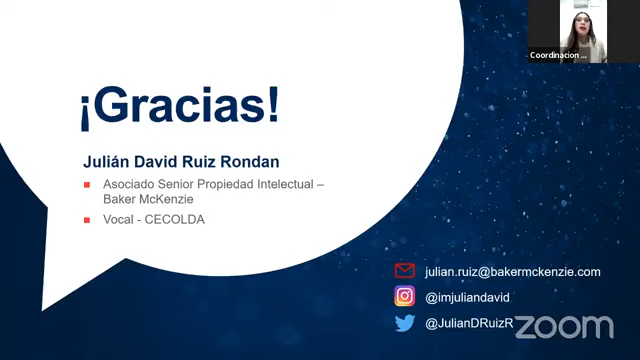 Coordinacion ...
¡Gracias!
Julián David Ruiz Rondan
Asociado Senior Propiedad Intelectual –
Baker McKenzie
Vocal - CECOLDA
julian.ruiz@bakermckenzie.com
@imjuliandavid
@JulianDRuizR
zoom